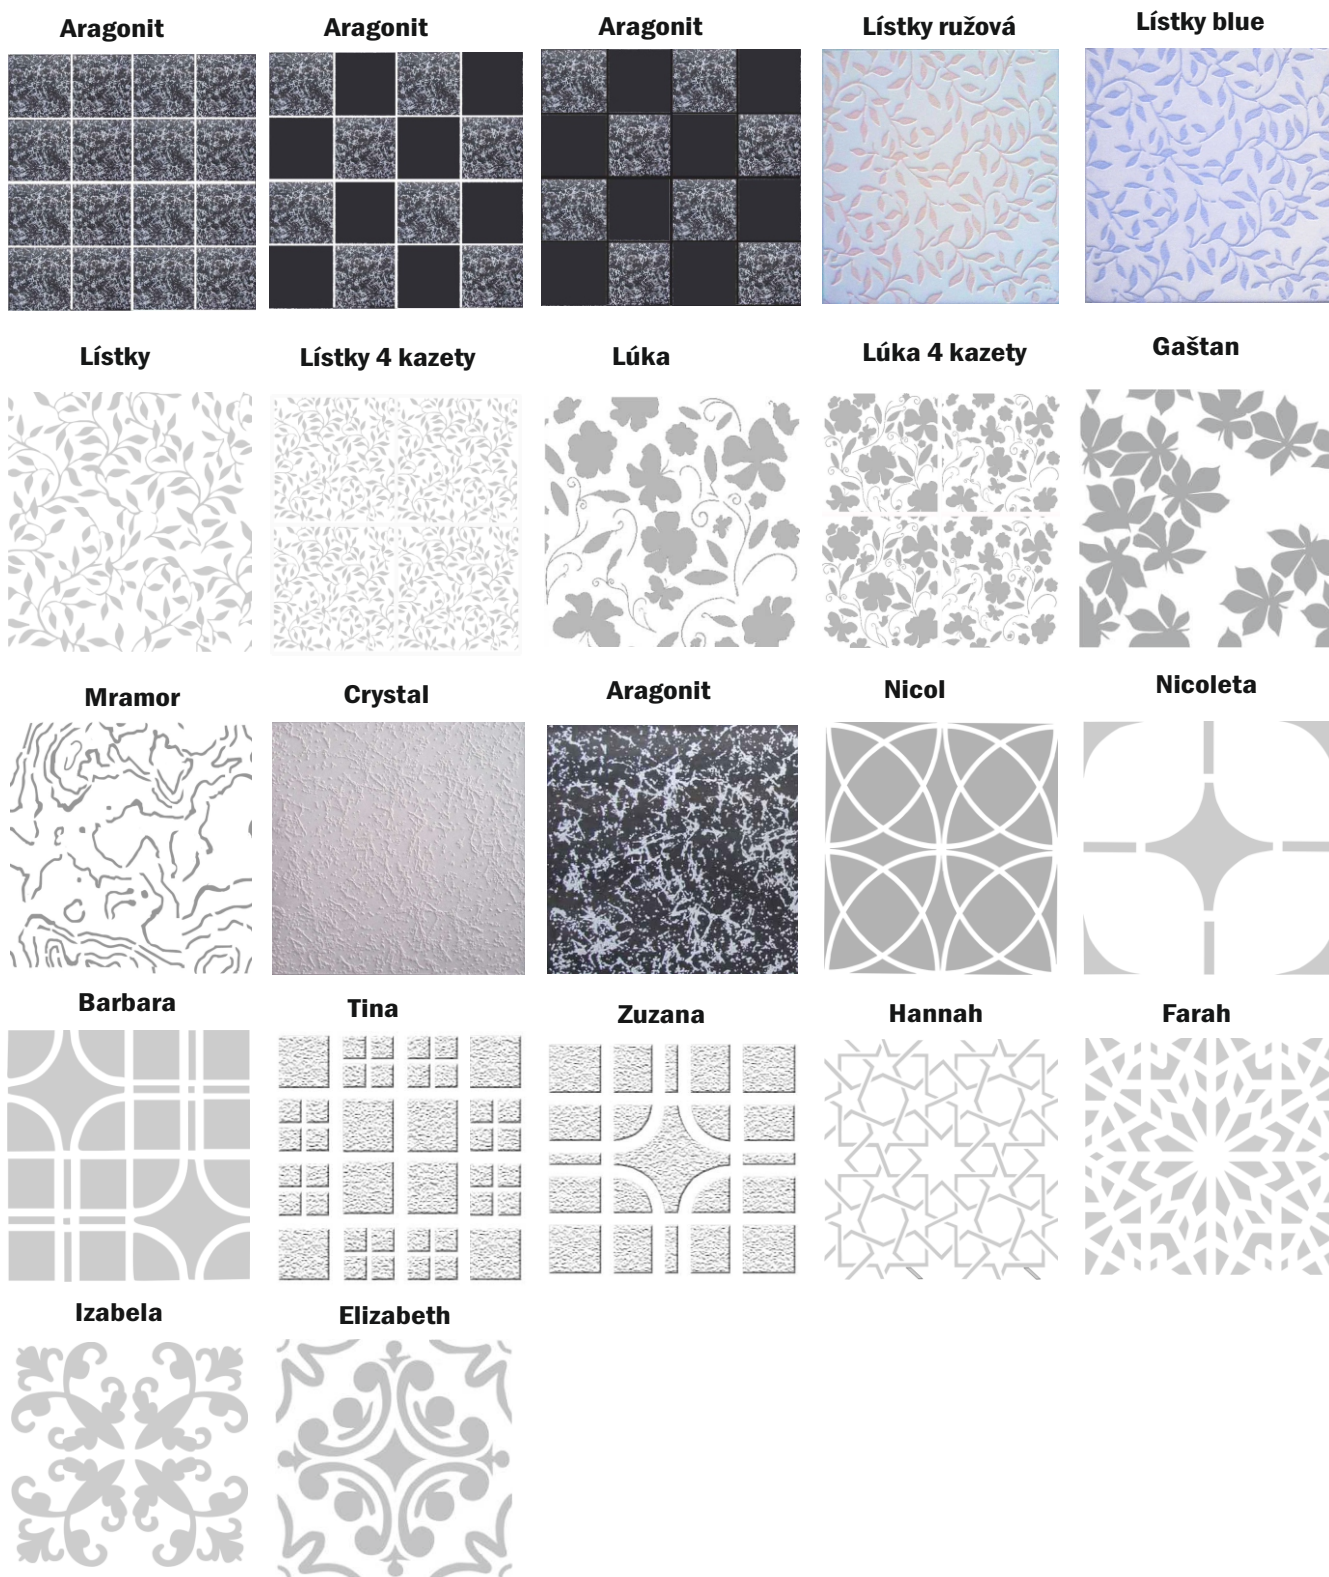 Aragonit
Aragonit
Aragonit
Lístky ružová
Lístky blue
Lístky
Lístky 4 kazety
Lúka
Lúka 4 kazety
Gaštan
Mramor
Crystal
Aragonit
Nicol
Nicoleta
Barbara
Tina
Zuzana
Hannah
Farah
Izabela
Elizabeth